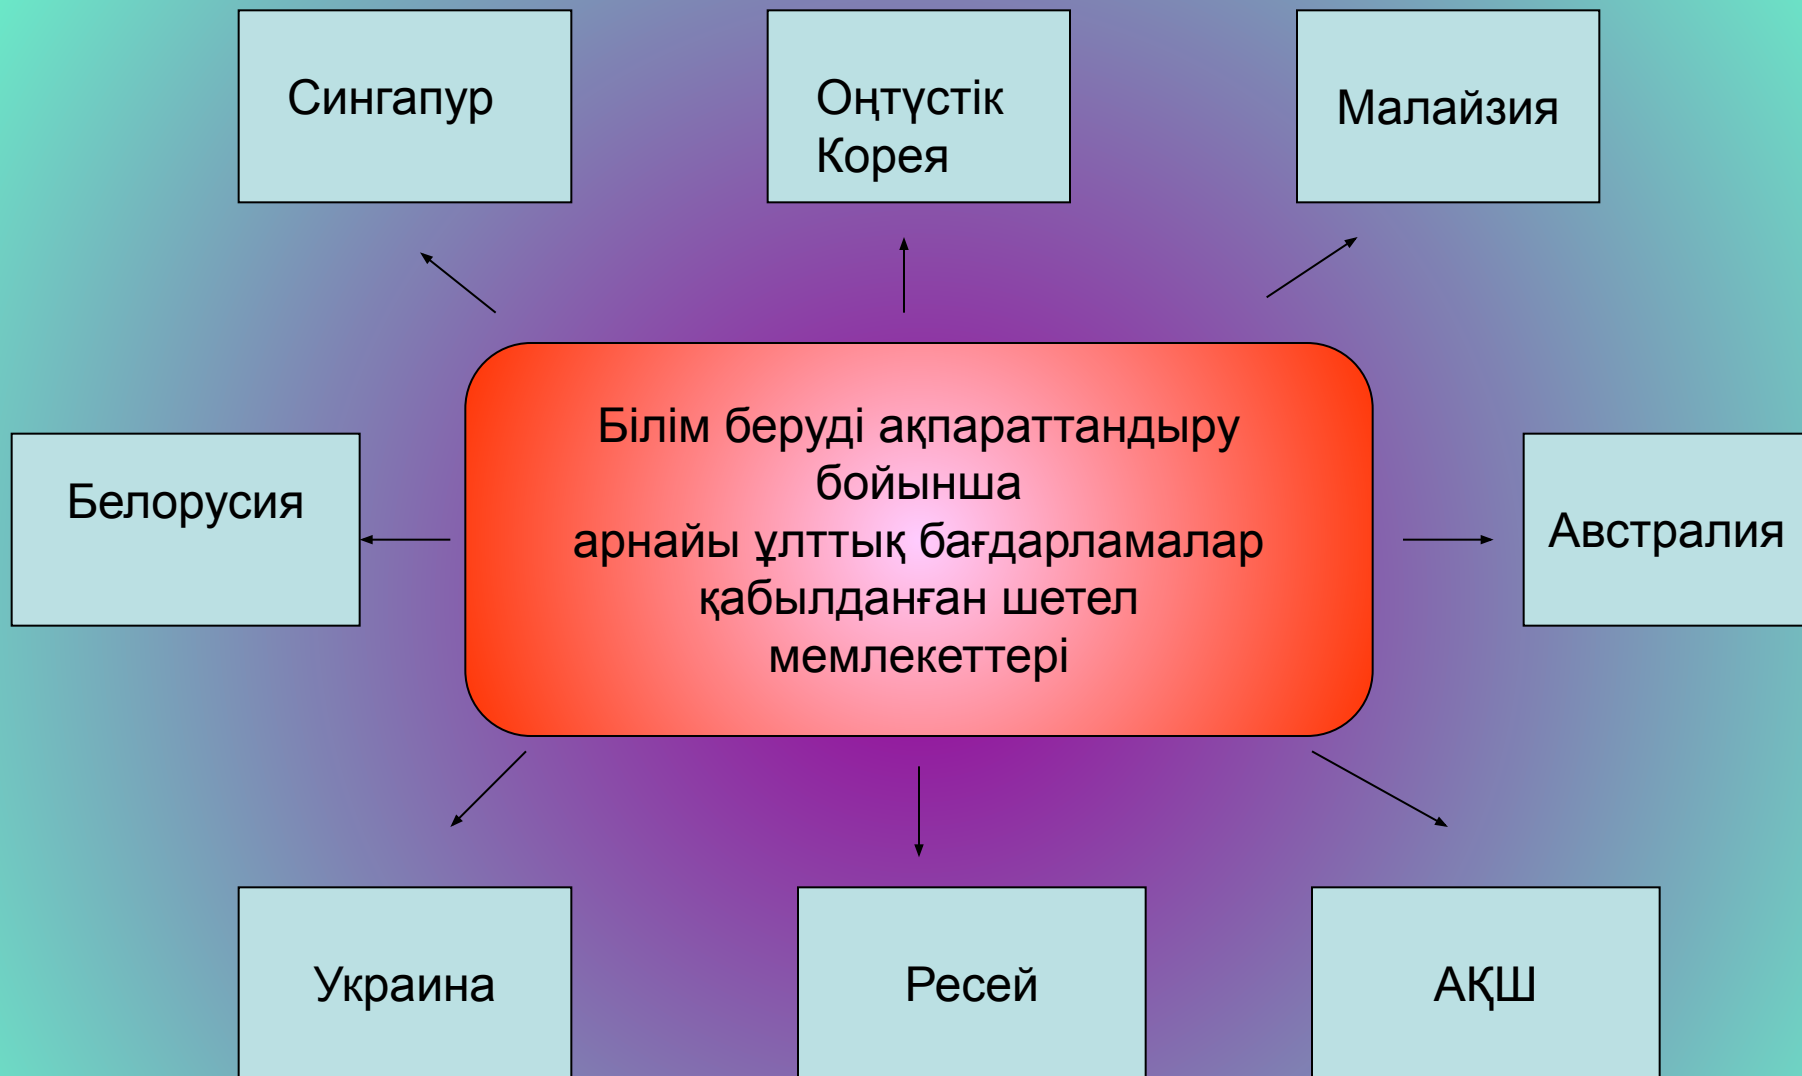 Сингапур
Оңтүстік
Корея
Малайзия
Білім беруді ақпараттандыру
бойынша
арнайы ұлттық бағдарламалар
қабылданған шетел
мемлекеттері
Белорусия
Австралия
Украина
Ресей
АҚШ